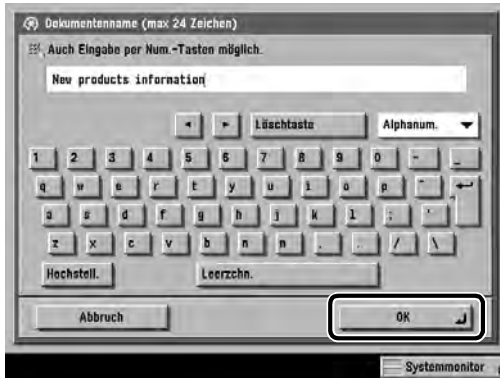 Dokumentenname (max 24 Zeichen)
Auch Eingabe per Num.-Tasten möglich.
New products information
Löschtaste Alphanum.
1 2 3 4 5 6 7 8 9 0 - _
q w e r t y u i o p
a s d f g h j k l ; '
z x c v b n m , . / \
Hochstell. Leerzchn.
Abbruch OK
Systemmonitor